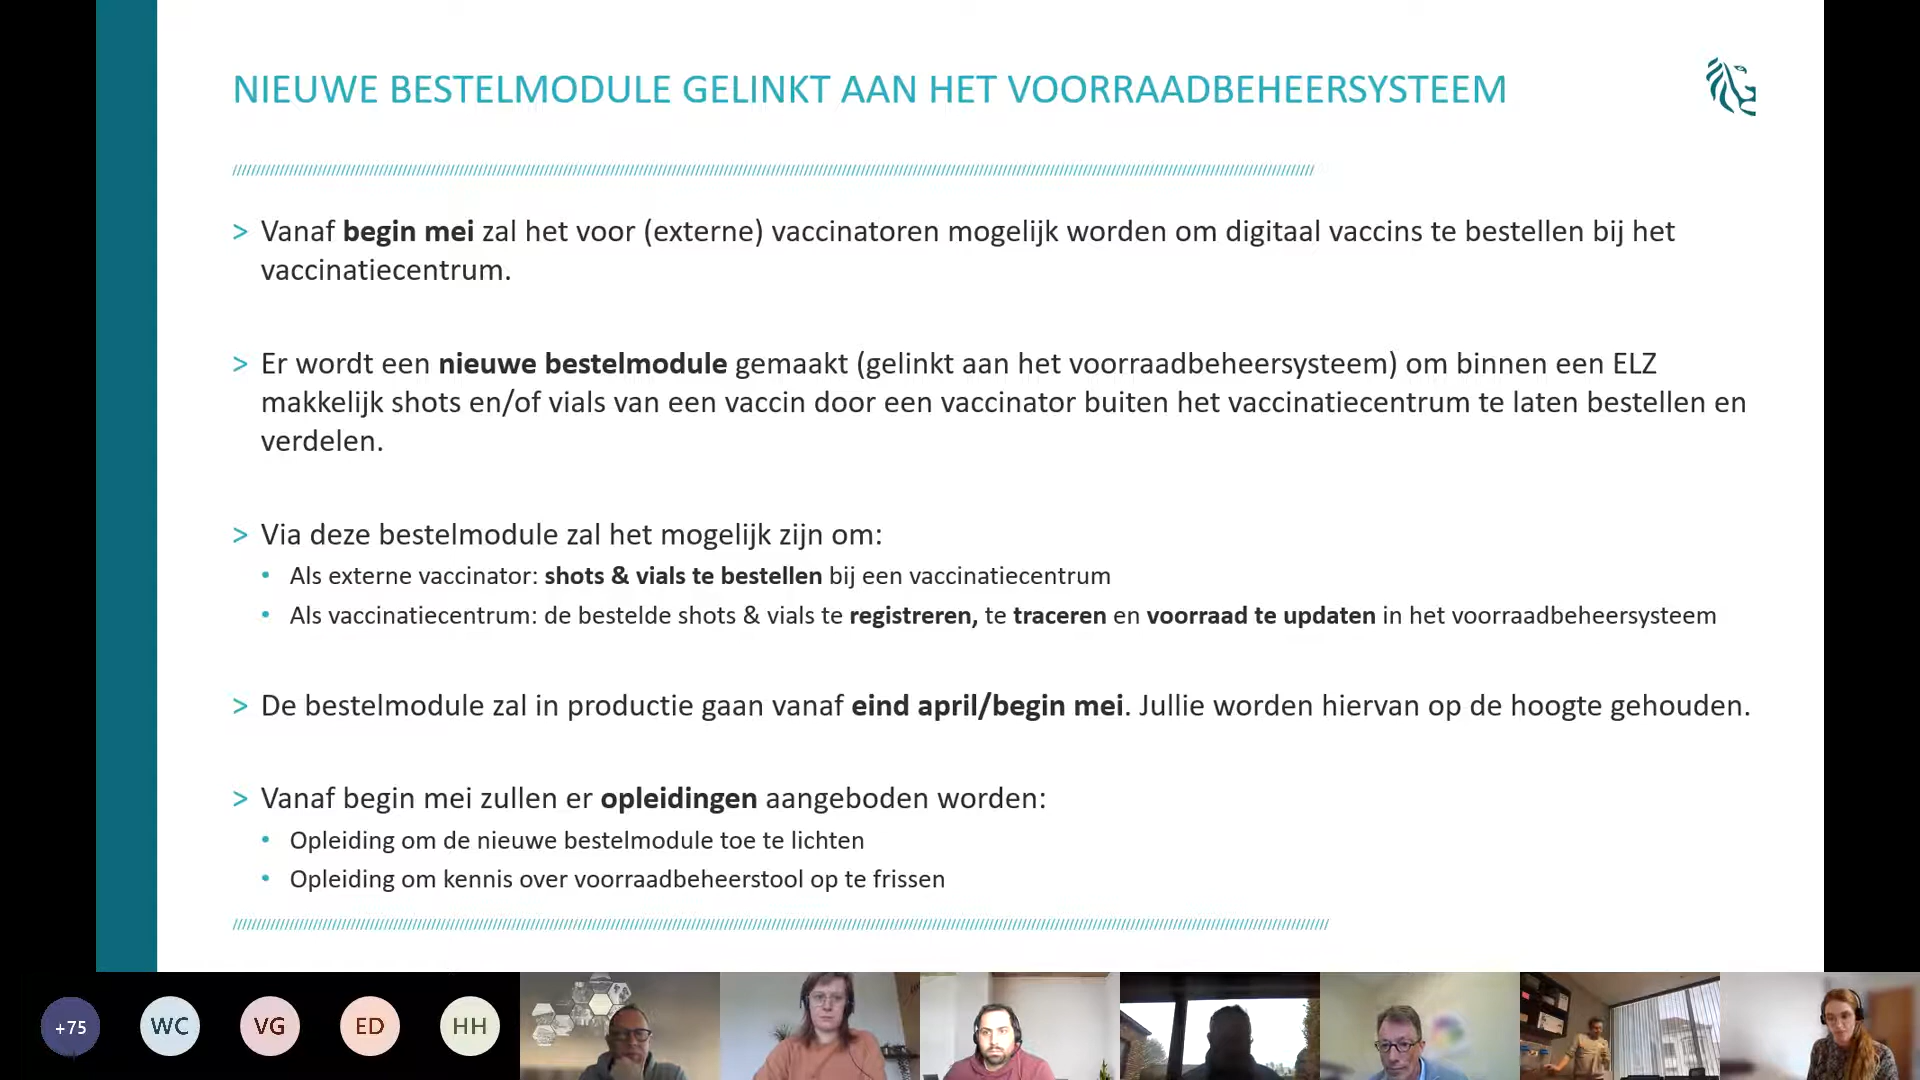 NIEUWE BESTELMODULE GELINKT AAN HET VOORRAADBEHEERSYSTEEM
> Vanaf begin mei zal het voor (externe) vaccinatoren mogelijk worden om digitaal vaccins te bestellen bij het
vaccinatiecentrum.
> Er wordt een nieuwe bestelmodule gemaakt (gelinkt aan het voorraadbeheersysteem) om binnen een ELZ
makkelijk shots en/of vials van een vaccin door een vaccinator buiten het vaccinatiecentrum te laten bestellen en
verdelen.
> Via deze bestelmodule zal het mogelijk zijn om:
• Als externe vaccinator: shots & vials te bestellen bij een vaccinatiecentrum
• Als vaccinatiecentrum: de bestelde shots & vials te registreren, te traceren en voorraad te updaten in het voorraadbeheersysteem
> De bestelmodule zal in productie gaan vanaf eind april/begin mei. Jullie worden hiervan op de hoogte gehouden.
> Vanaf begin mei zullen er opleidingen aangeboden worden:
• Opleiding om de nieuwe bestelmodule toe te lichten
• Opleiding om kennis over voorraadbeheerstool op te frissen
+75 WC VG ED HH